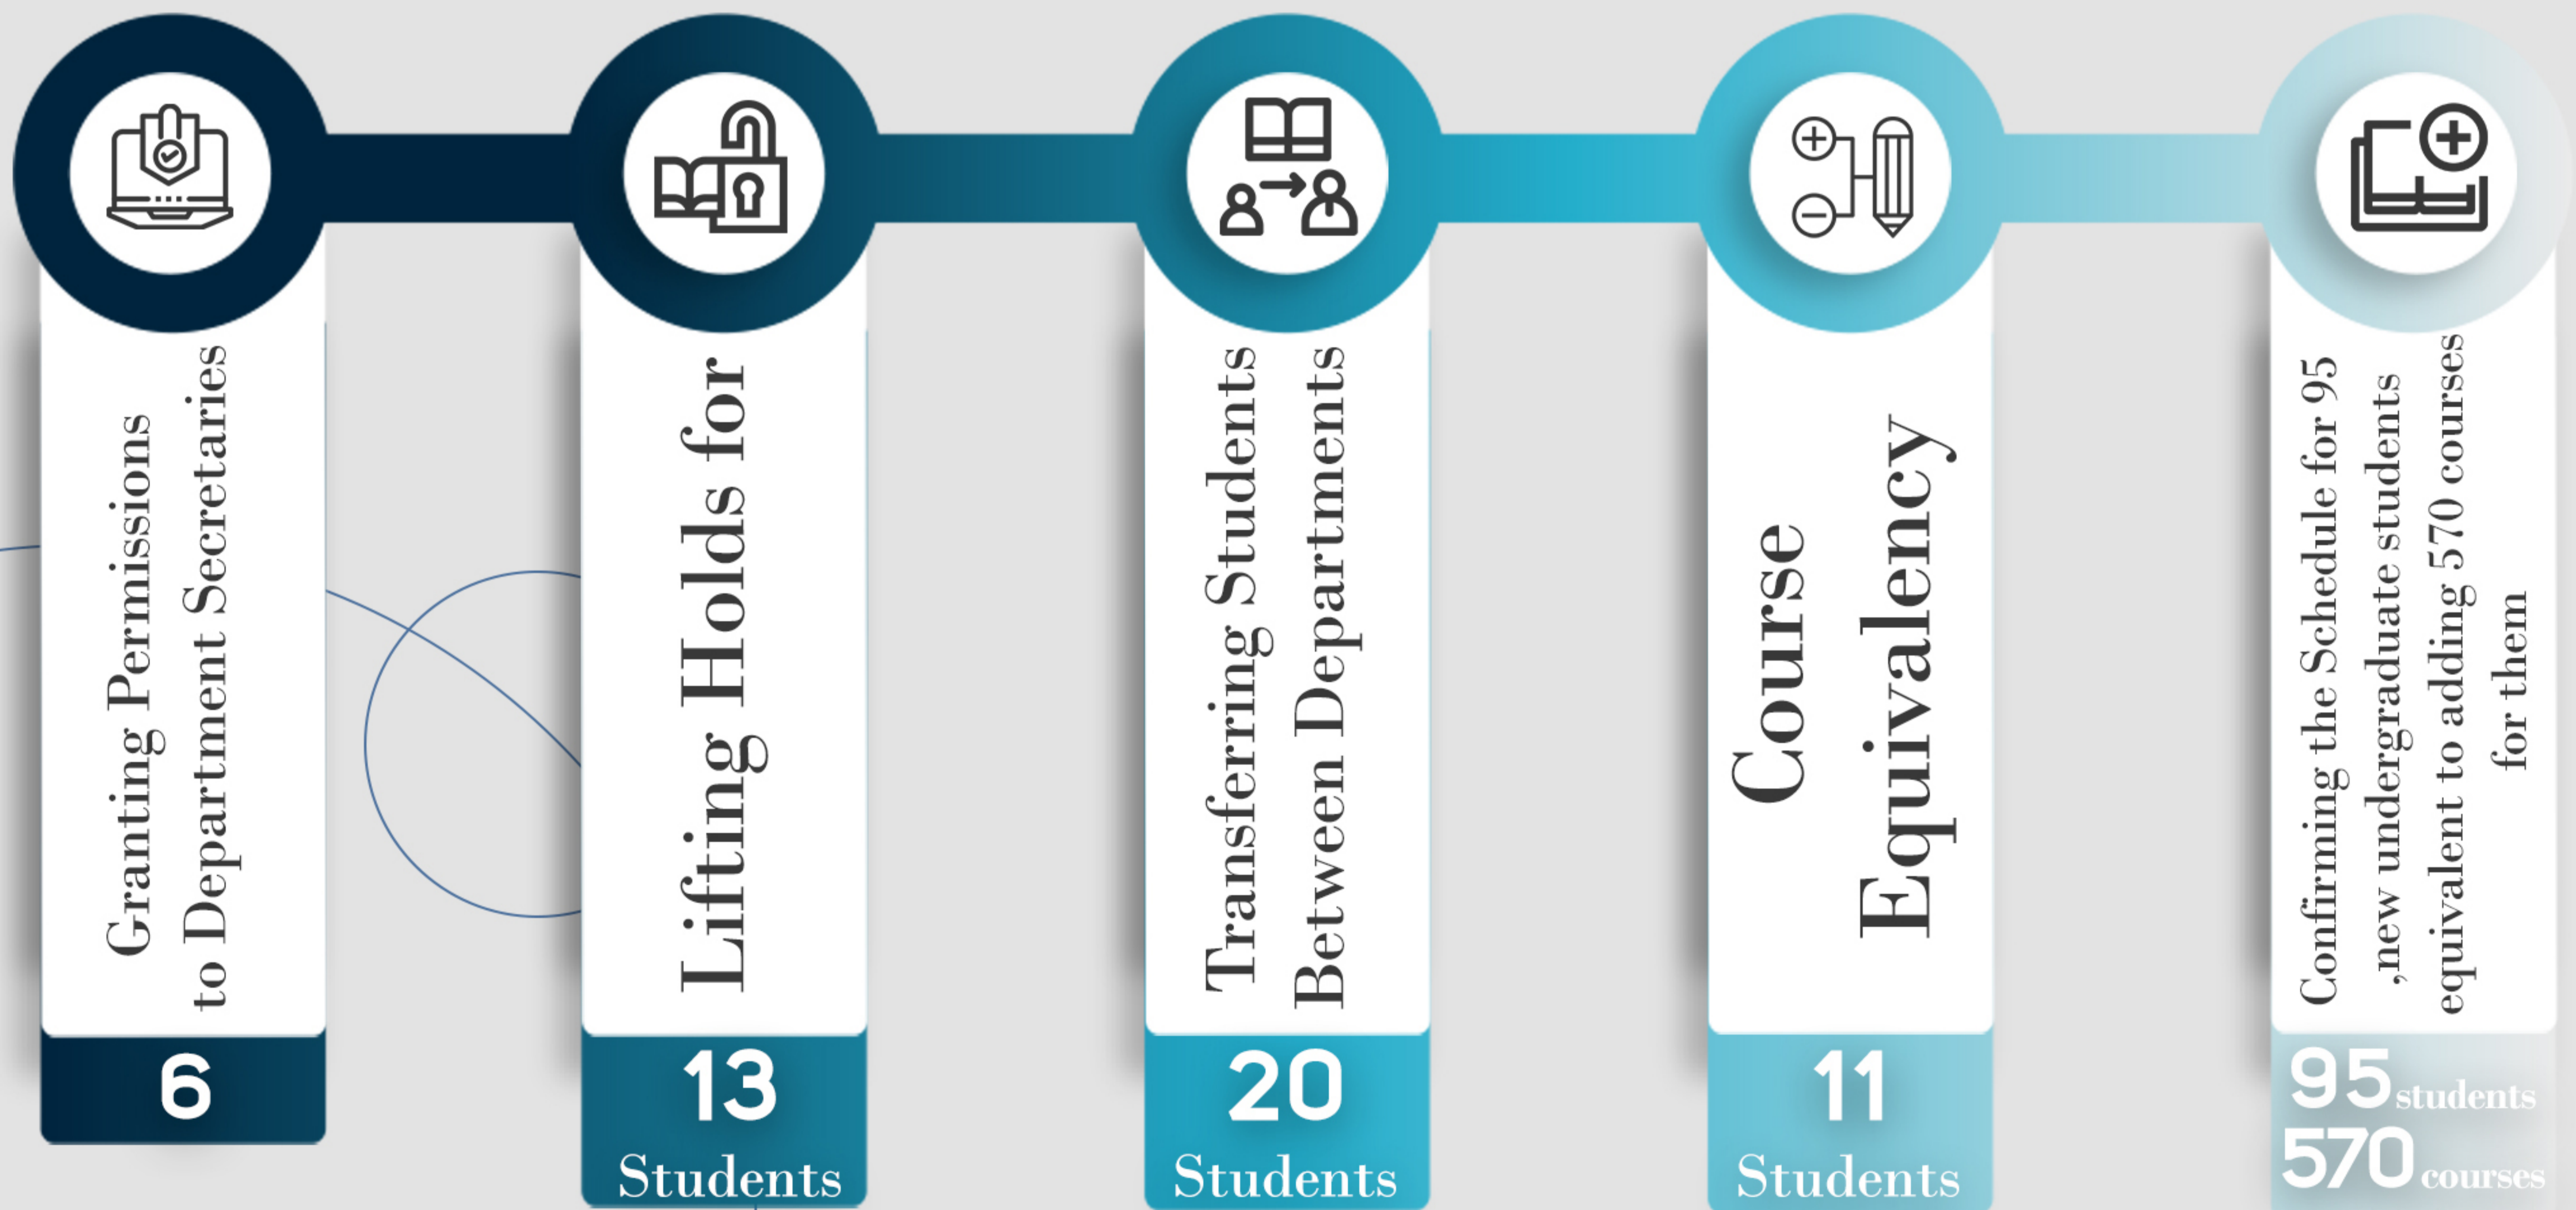 Granting Permissions
to Department Secretaries
6
Lifting Holds for
13
Students
Transferring Students
Between Departments
20
Students
Course
Equivalency
11
Students
Confirming the Schedule for 95
,new undergraduate students
equivalent to adding 570 courses
for them
95 students
570 courses